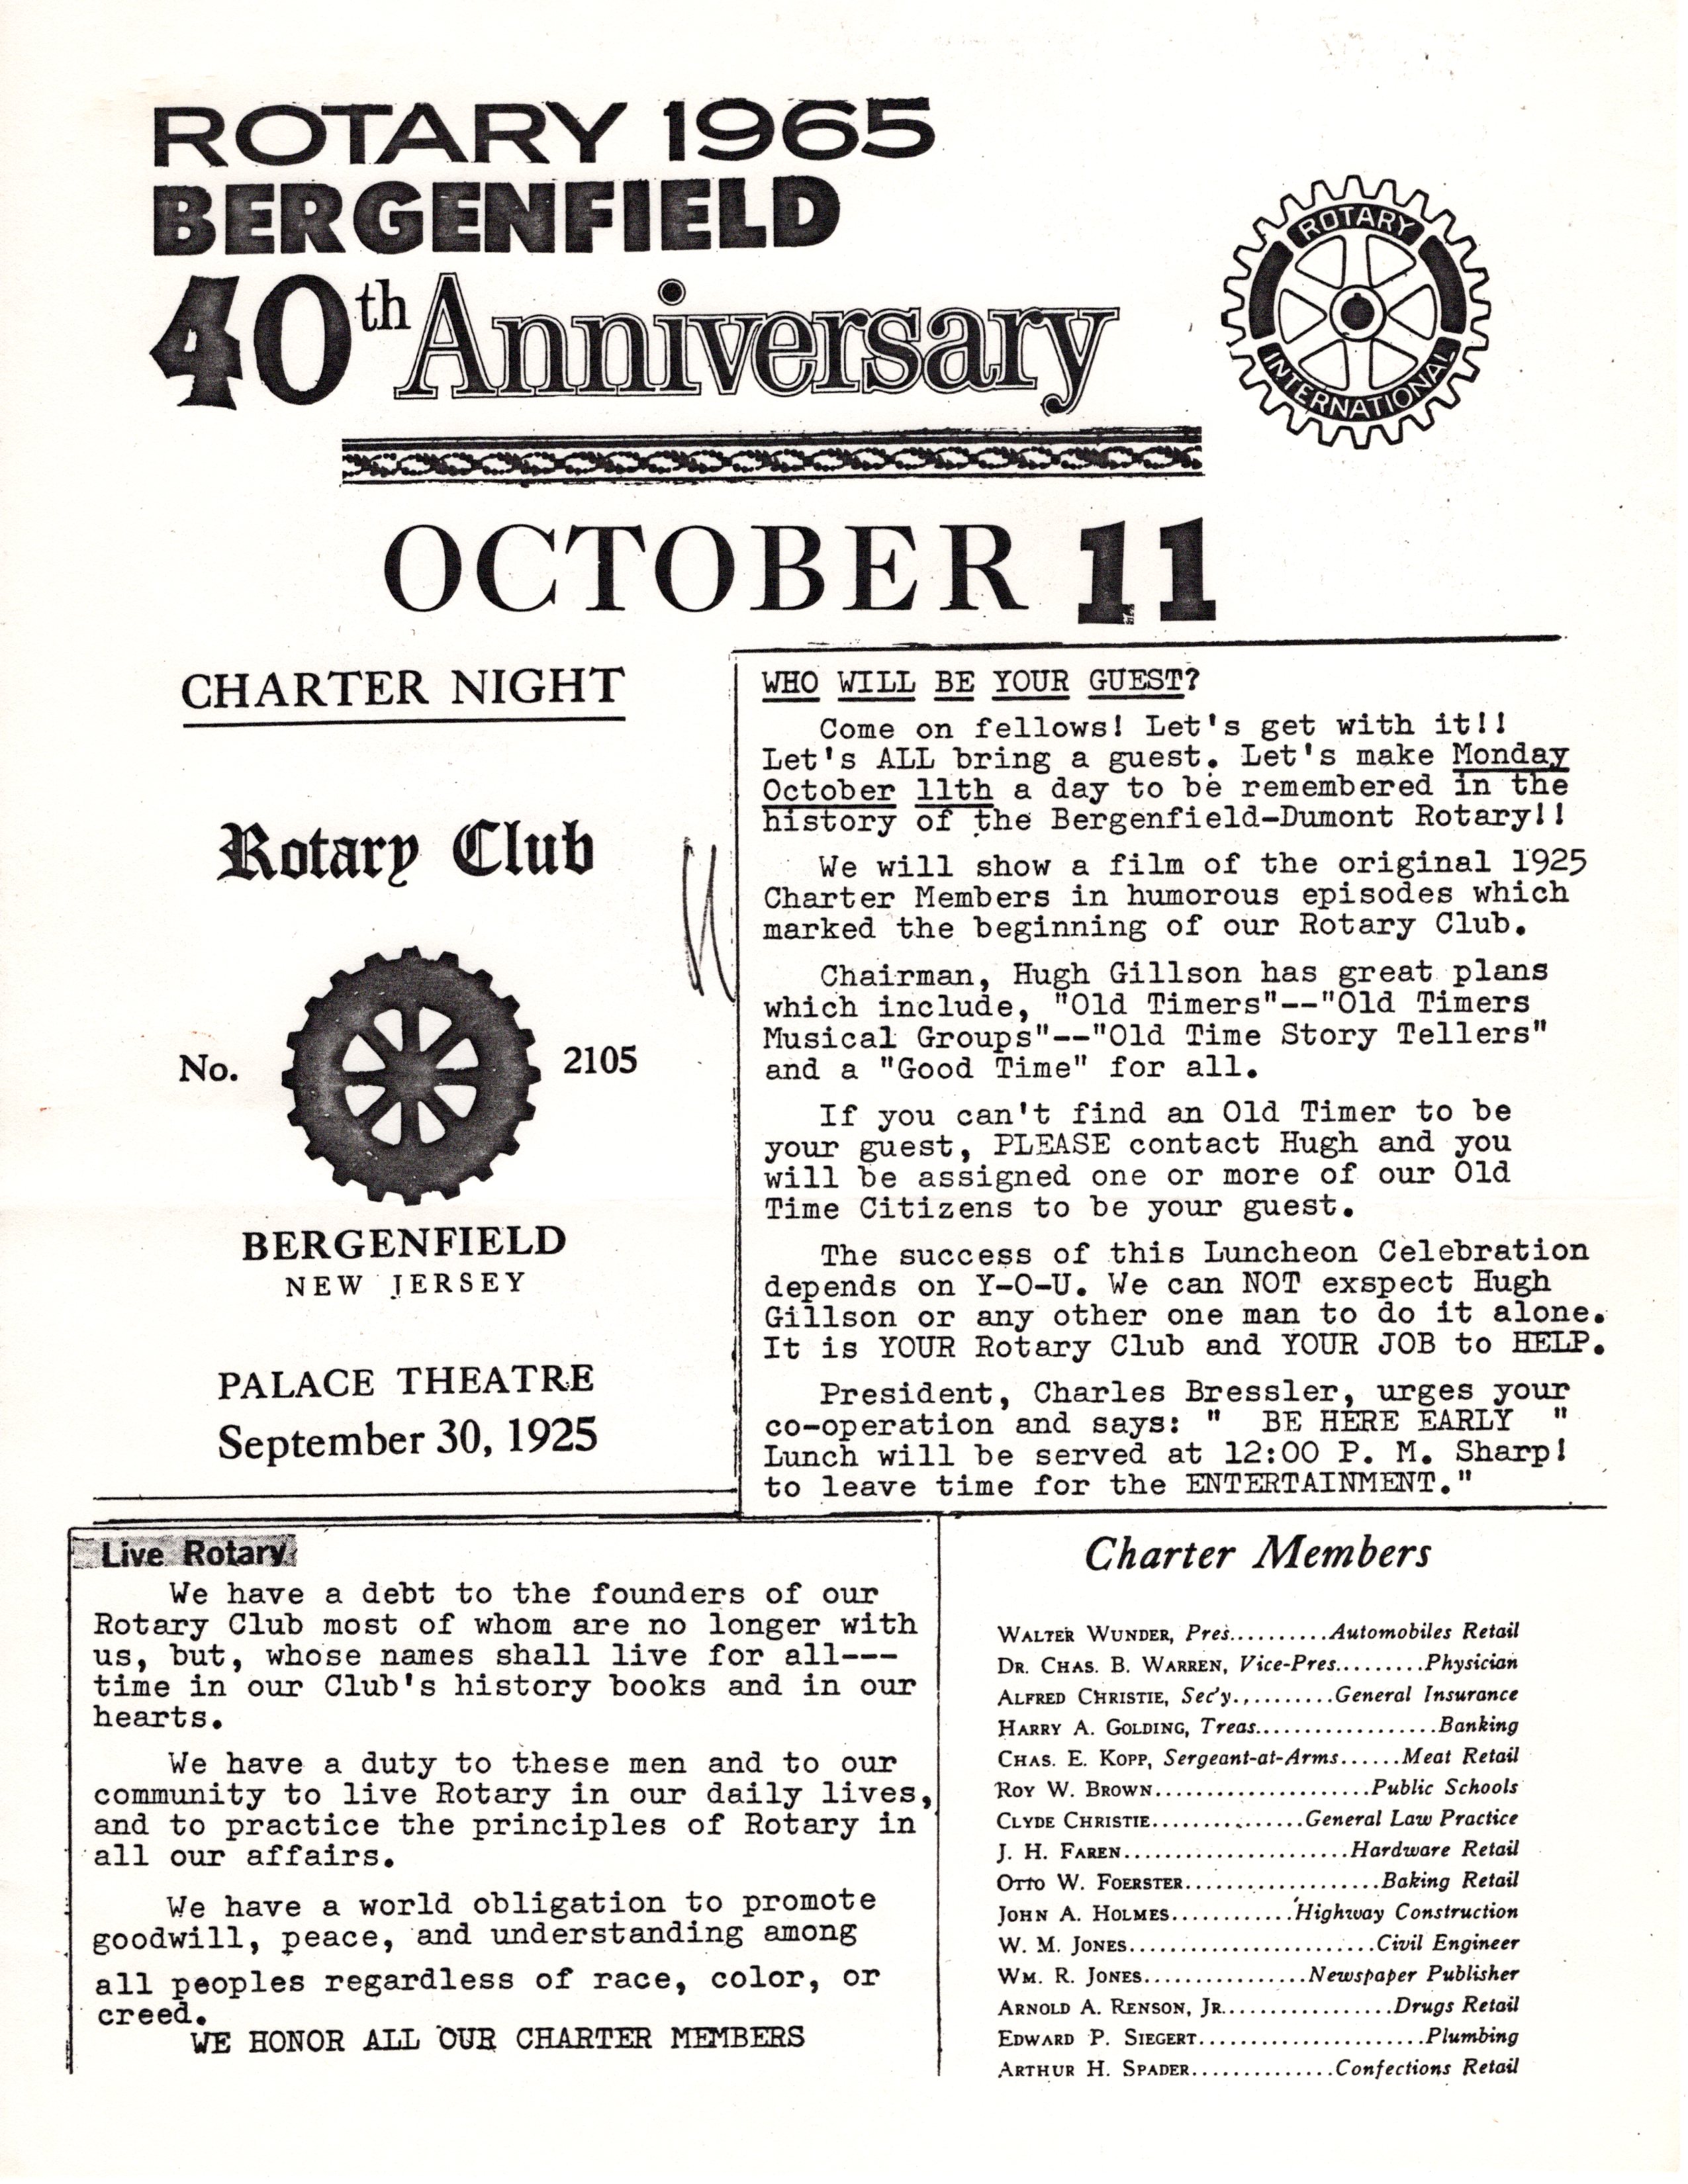 ROTARY 1965
BERGENFIELD
40th Anniversary
ROTARY
INTERNATIONAL
OCTOBER 11
CHARTER NIGHT
Rotary Club
No. 2105
BERGENFIELD
NEW JERSEY
PALACE THEATRE
September 30, 1925
WHO WILL BE YOUR GUEST?
Come on fellows! Let's get with it!!
Let's ALL bring a guest. Let's make Monday
October 11th a day to be remembered in the
history of the Bergenfield-Dumont Rotary!!
We will show a film of the original 1925
Charter Members in humorous episodes which
marked the beginning of our Rotary Club.
Chairman, Hugh Gillson has great plans
which include, "Old Timers"--"Old Timers
Musical Groups"--"Old Time Story Tellers"
and a "Good Time" for all.
If you can't find an Old Timer to be
your guest, PLEASE contact Hugh and you
will be assigned one or more of our Old
Time Citizens to be your guest.
The success of this Luncheon Celebration
depends on Y-O-U. We can NOT exspect Hugh
Gillson or any other one man to do it alone.
It is YOUR Rotary Club and YOUR JOB to HELP.
President, Charles Bressler, urges your
co-operation and says: " BE HERE EARLY "
Lunch will be served at 12:00 P. M. Sharp!
to leave time for the ENTERTAINMENT."
Live Rotary
We have a debt to the founders of our
Rotary Club most of whom are no longer with
us, but, whose names shall live for all---
time in our Club's history books and in our
hearts.
We have a duty to these men and to our
community to live Rotary in our daily lives,
and to practice the principles of Rotary in
all our affairs.
We have a world obligation to promote
goodwill, peace, and understanding among
all peoples regardless of race, color, or
creed.
WE HONOR ALL OUR CHARTER MEMBERS
Charter Members
WALTER WUNDER, Pres..........Automobiles Retail
DR. CHAS. B. WARREN, Vice-Pres.........Physician
ALFRED CHRISTIE, Sec'y...........General Insurance
HARRY A. GOLDING, Treas..................Banking
CHAS. E. KOPP, Sergeant-at-Arms......Meat Retail
ROY W. BROWN.....................Public Schools
CLYDE CHRISTIE...............General Law Practice
J. H. FAREN......................Hardware Retail
OTTO W. FOERSTER...................Baking Retail
JOHN A. HOLMES............Highway Construction
W. M. JONES........................Civil Engineer
WM. R. JONES................Newspaper Publisher
ARNOLD A. RENSON, JR.................Drugs Retail
EDWARD P. SIEGERT......................Plumbing
ARTHUR H. SPADER..............Confections Retail